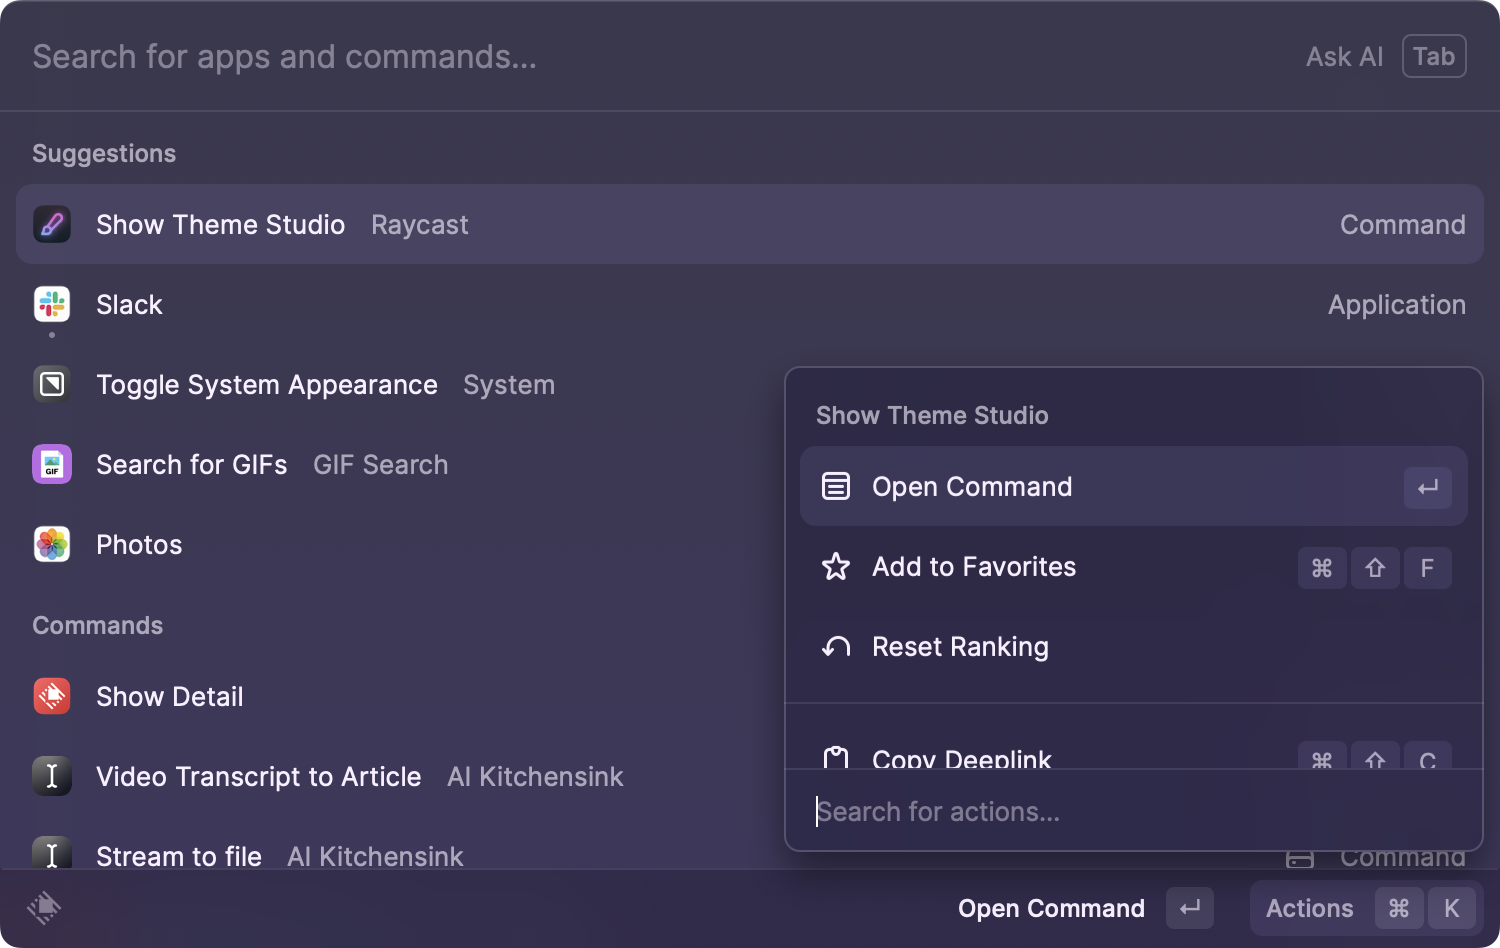 Search for apps and commands...
Ask AI Tab
Suggestions
Show Theme Studio Raycast Command
Slack Application
Toggle System Appearance System
Search for GIFs GIF Search
GIF
Photos
Commands
Show Detail
Video Transcript to Article AI Kitchensink
Stream to file AI Kitchensink Command
Show Theme Studio
Open Command ↵
Add to Favorites ⌘ ⇧ F
Reset Ranking
Copy Deeplink ⌘ ⇧ C
Search for actions...
Open Command ↵ Actions ⌘ K